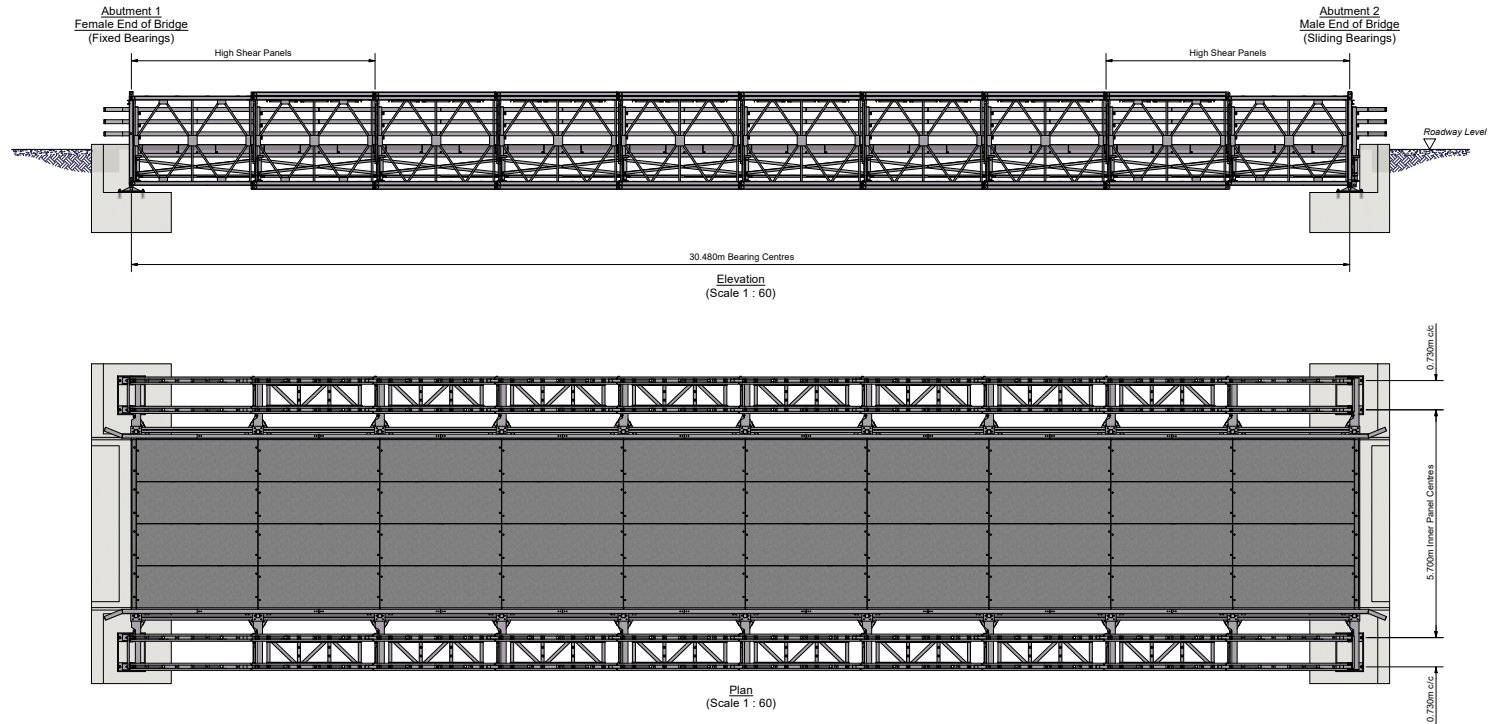 Abutment 1
Female End of Bridge
(Fixed Bearings)
Abutment 2
Male End of Bridge
(Sliding Bearings)
High Shear Panels
High Shear Panels
Roadway Level
30.480m Bearing Centres
Elevation
(Scale 1 : 60)
0.730m c/c
5.700m Inner Panel Centres
0.730m c/c
Plan
(Scale 1 : 60)